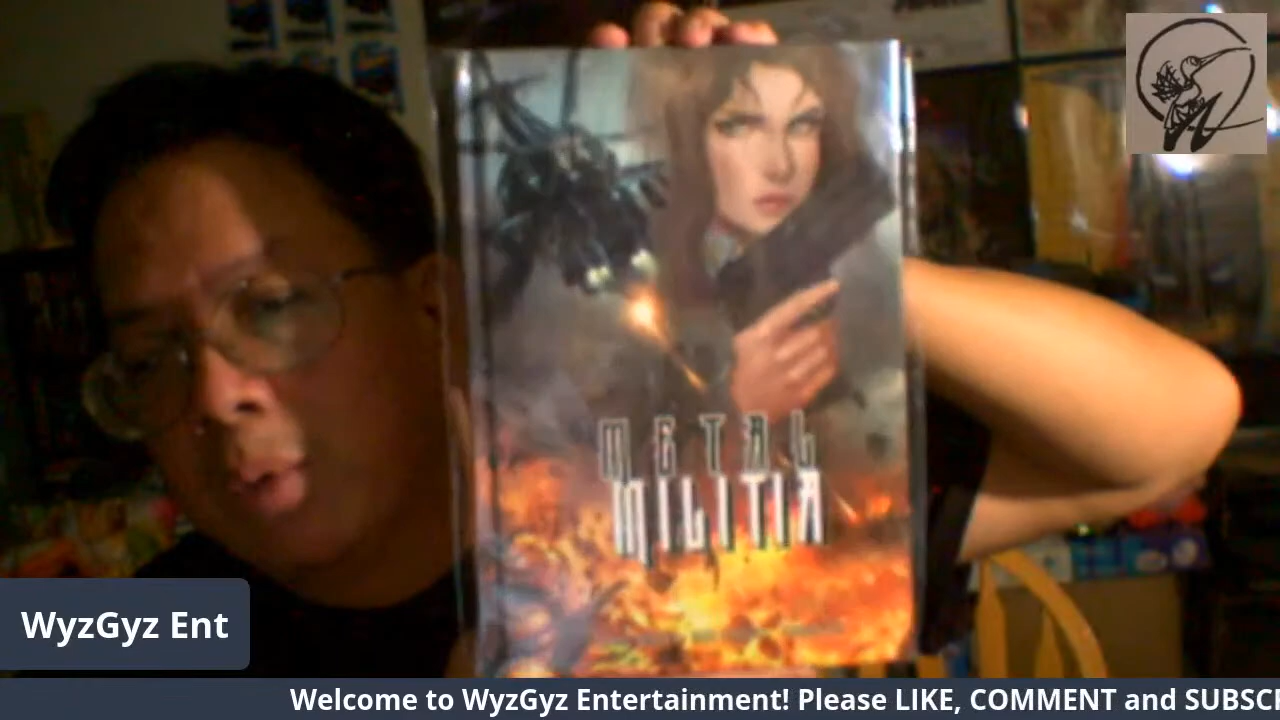 METAL
MILITIA
WyzGyz Ent
Welcome to WyzGyz Entertainment! Please LIKE, COMMENT and SUBSC